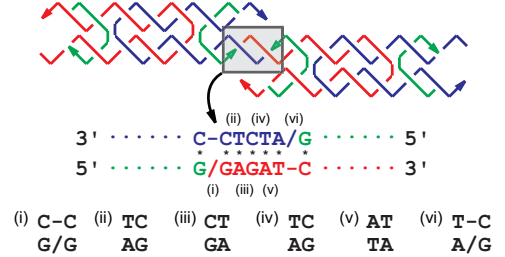 (ii) (iv) (vi)
3' · · · · · · C-CTCTA/G · · · · · · 5'
* * * * * * *
5' · · · · · · G/GAGAT-C · · · · · · 3'
(i) (iii) (v)
(i) C-C (ii) TC (iii) CT (iv) TC (v) AT (vi) T-C
G/G AG GA AG TA A/G